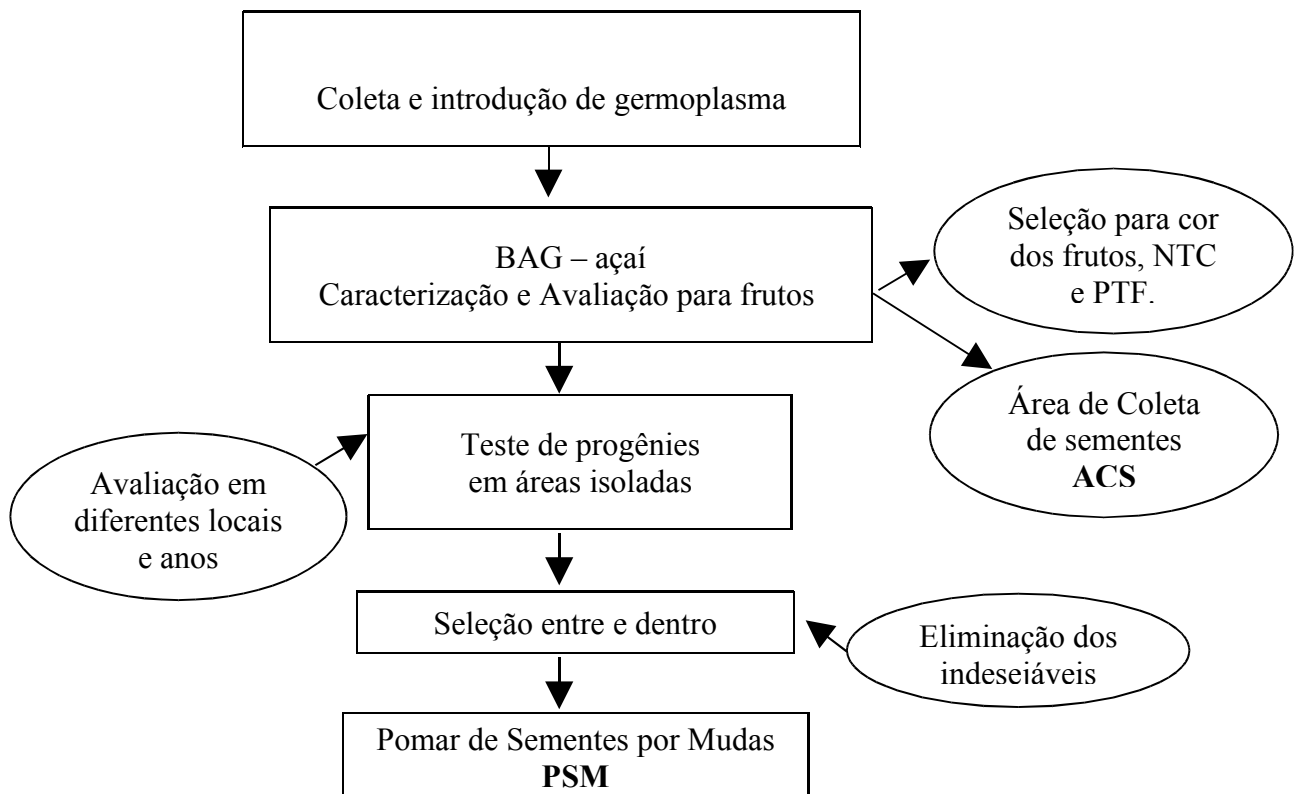 Coleta e introdução de germoplasma
BAG – açaí
Caracterização e Avaliação para frutos
Seleção para cor
dos frutos, NTC
e PTF.
Área de Coleta
de sementes
ACS
Teste de progênies
em áreas isoladas
Avaliação em
diferentes locais
e anos
Seleção entre e dentro
Eliminação dos
indesejáveis
Pomar de Sementes por Mudas
PSM